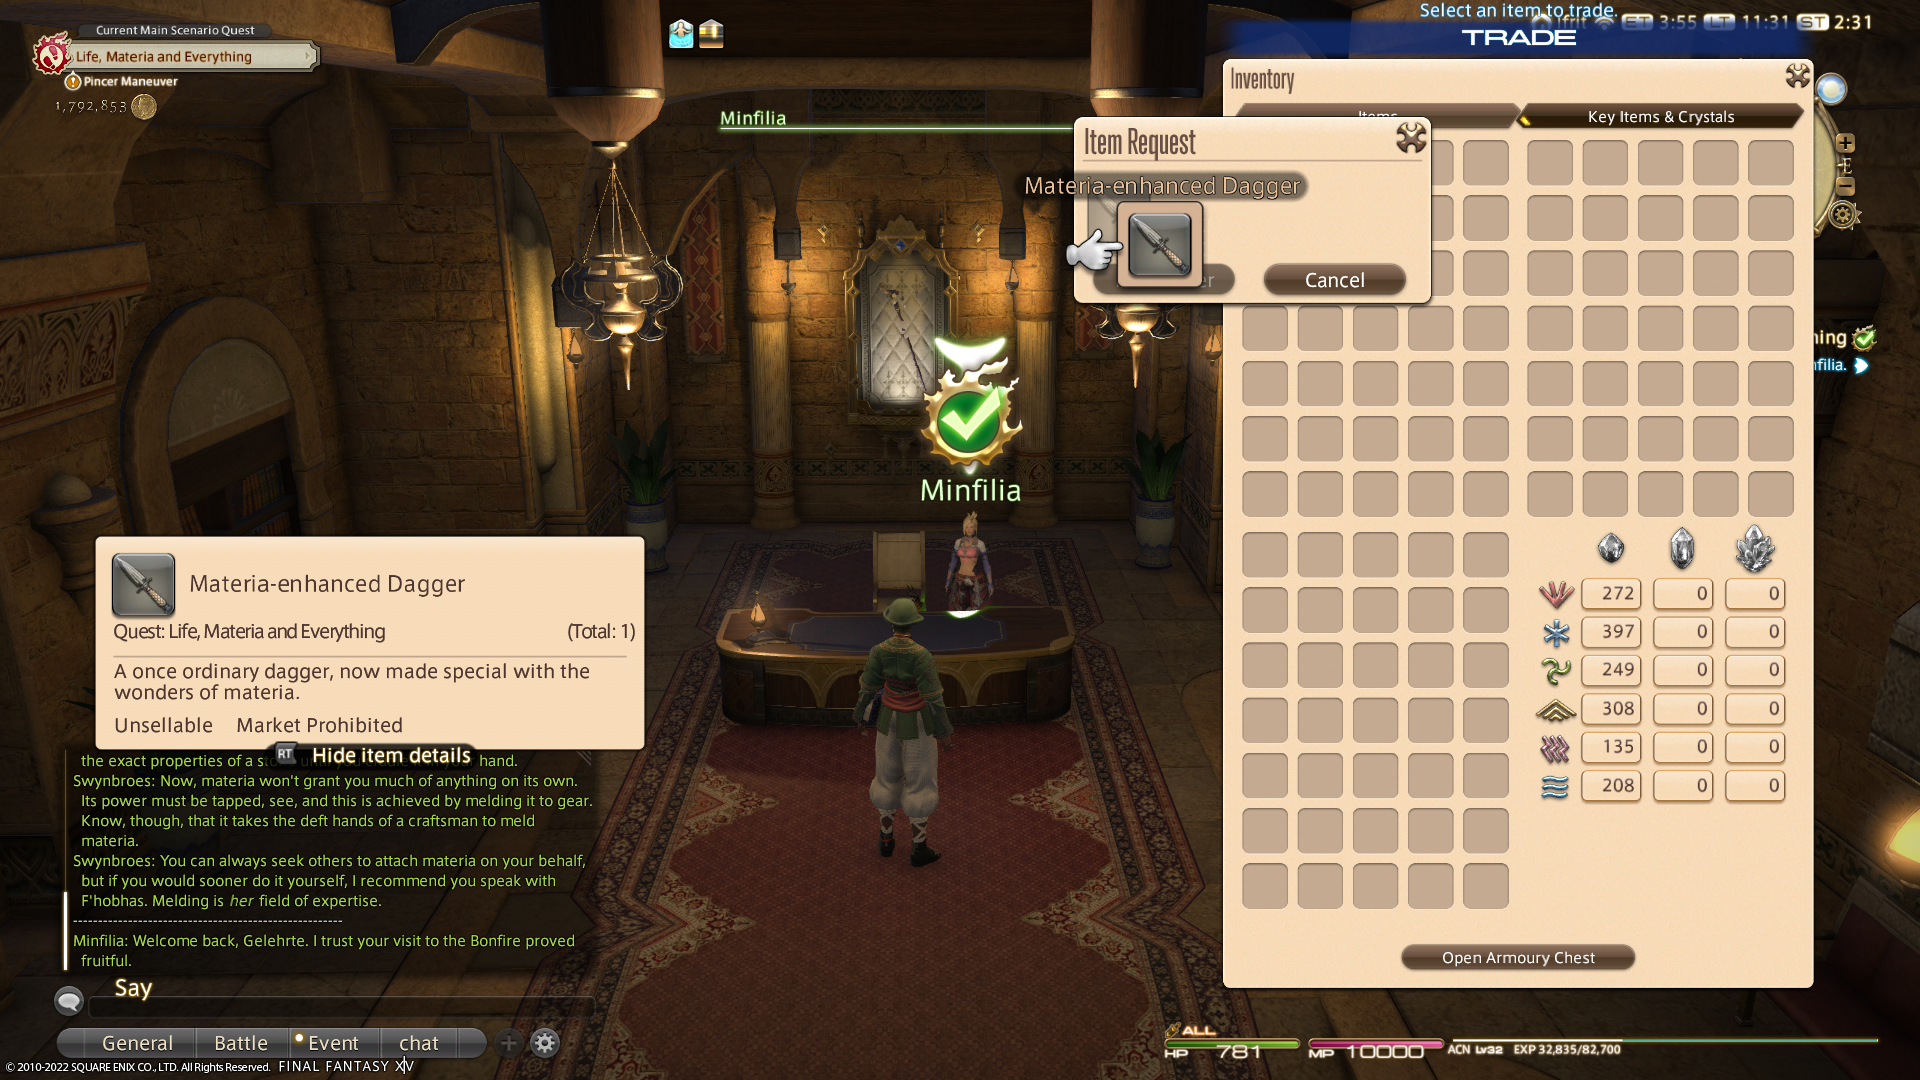 Current Main Scenario Quest
Life, Materia and Everything
Pincer Maneuver
1,792,853
Minfilia
Select an item to trade.
TRADE
Ifrit ET 3:55 LT 11:31 ST 2:31
Inventory
Items
Key Items & Crystals
Item Request
Materia-enhanced Dagger
Cancel
E
Minfilia
Materia-enhanced Dagger
Quest: Life, Materia and Everything (Total: 1)
A once ordinary dagger, now made special with the
wonders of materia.
Unsellable Market Prohibited
RT Hide item details
272 0 0
397 0 0
249 0 0
308 0 0
135 0 0
208 0 0
Open Armoury Chest
the exact properties of a hand.
Swynbroes: Now, materia won't grant you much of anything on its own.
Its power must be tapped, see, and this is achieved by melding it to gear.
Know, though, that it takes the deft hands of a craftsman to meld
materia.
Swynbroes: You can always seek others to attach materia on your behalf,
but if you would sooner do it yourself, I recommend you speak with
F'hobhas. Melding is her field of expertise.
------------------------------------------------------
Minfilia: Welcome back, Gelehrte. I trust your visit to the Bonfire proved
fruitful.
Say
General Battle Event chat
ALL
HP 781 MP 10000 ACN Lv32 EXP 32,835/82,700
© 2010-2022 SQUARE ENIX CO., LTD. All Rights Reserved. FINAL FANTASY XIV